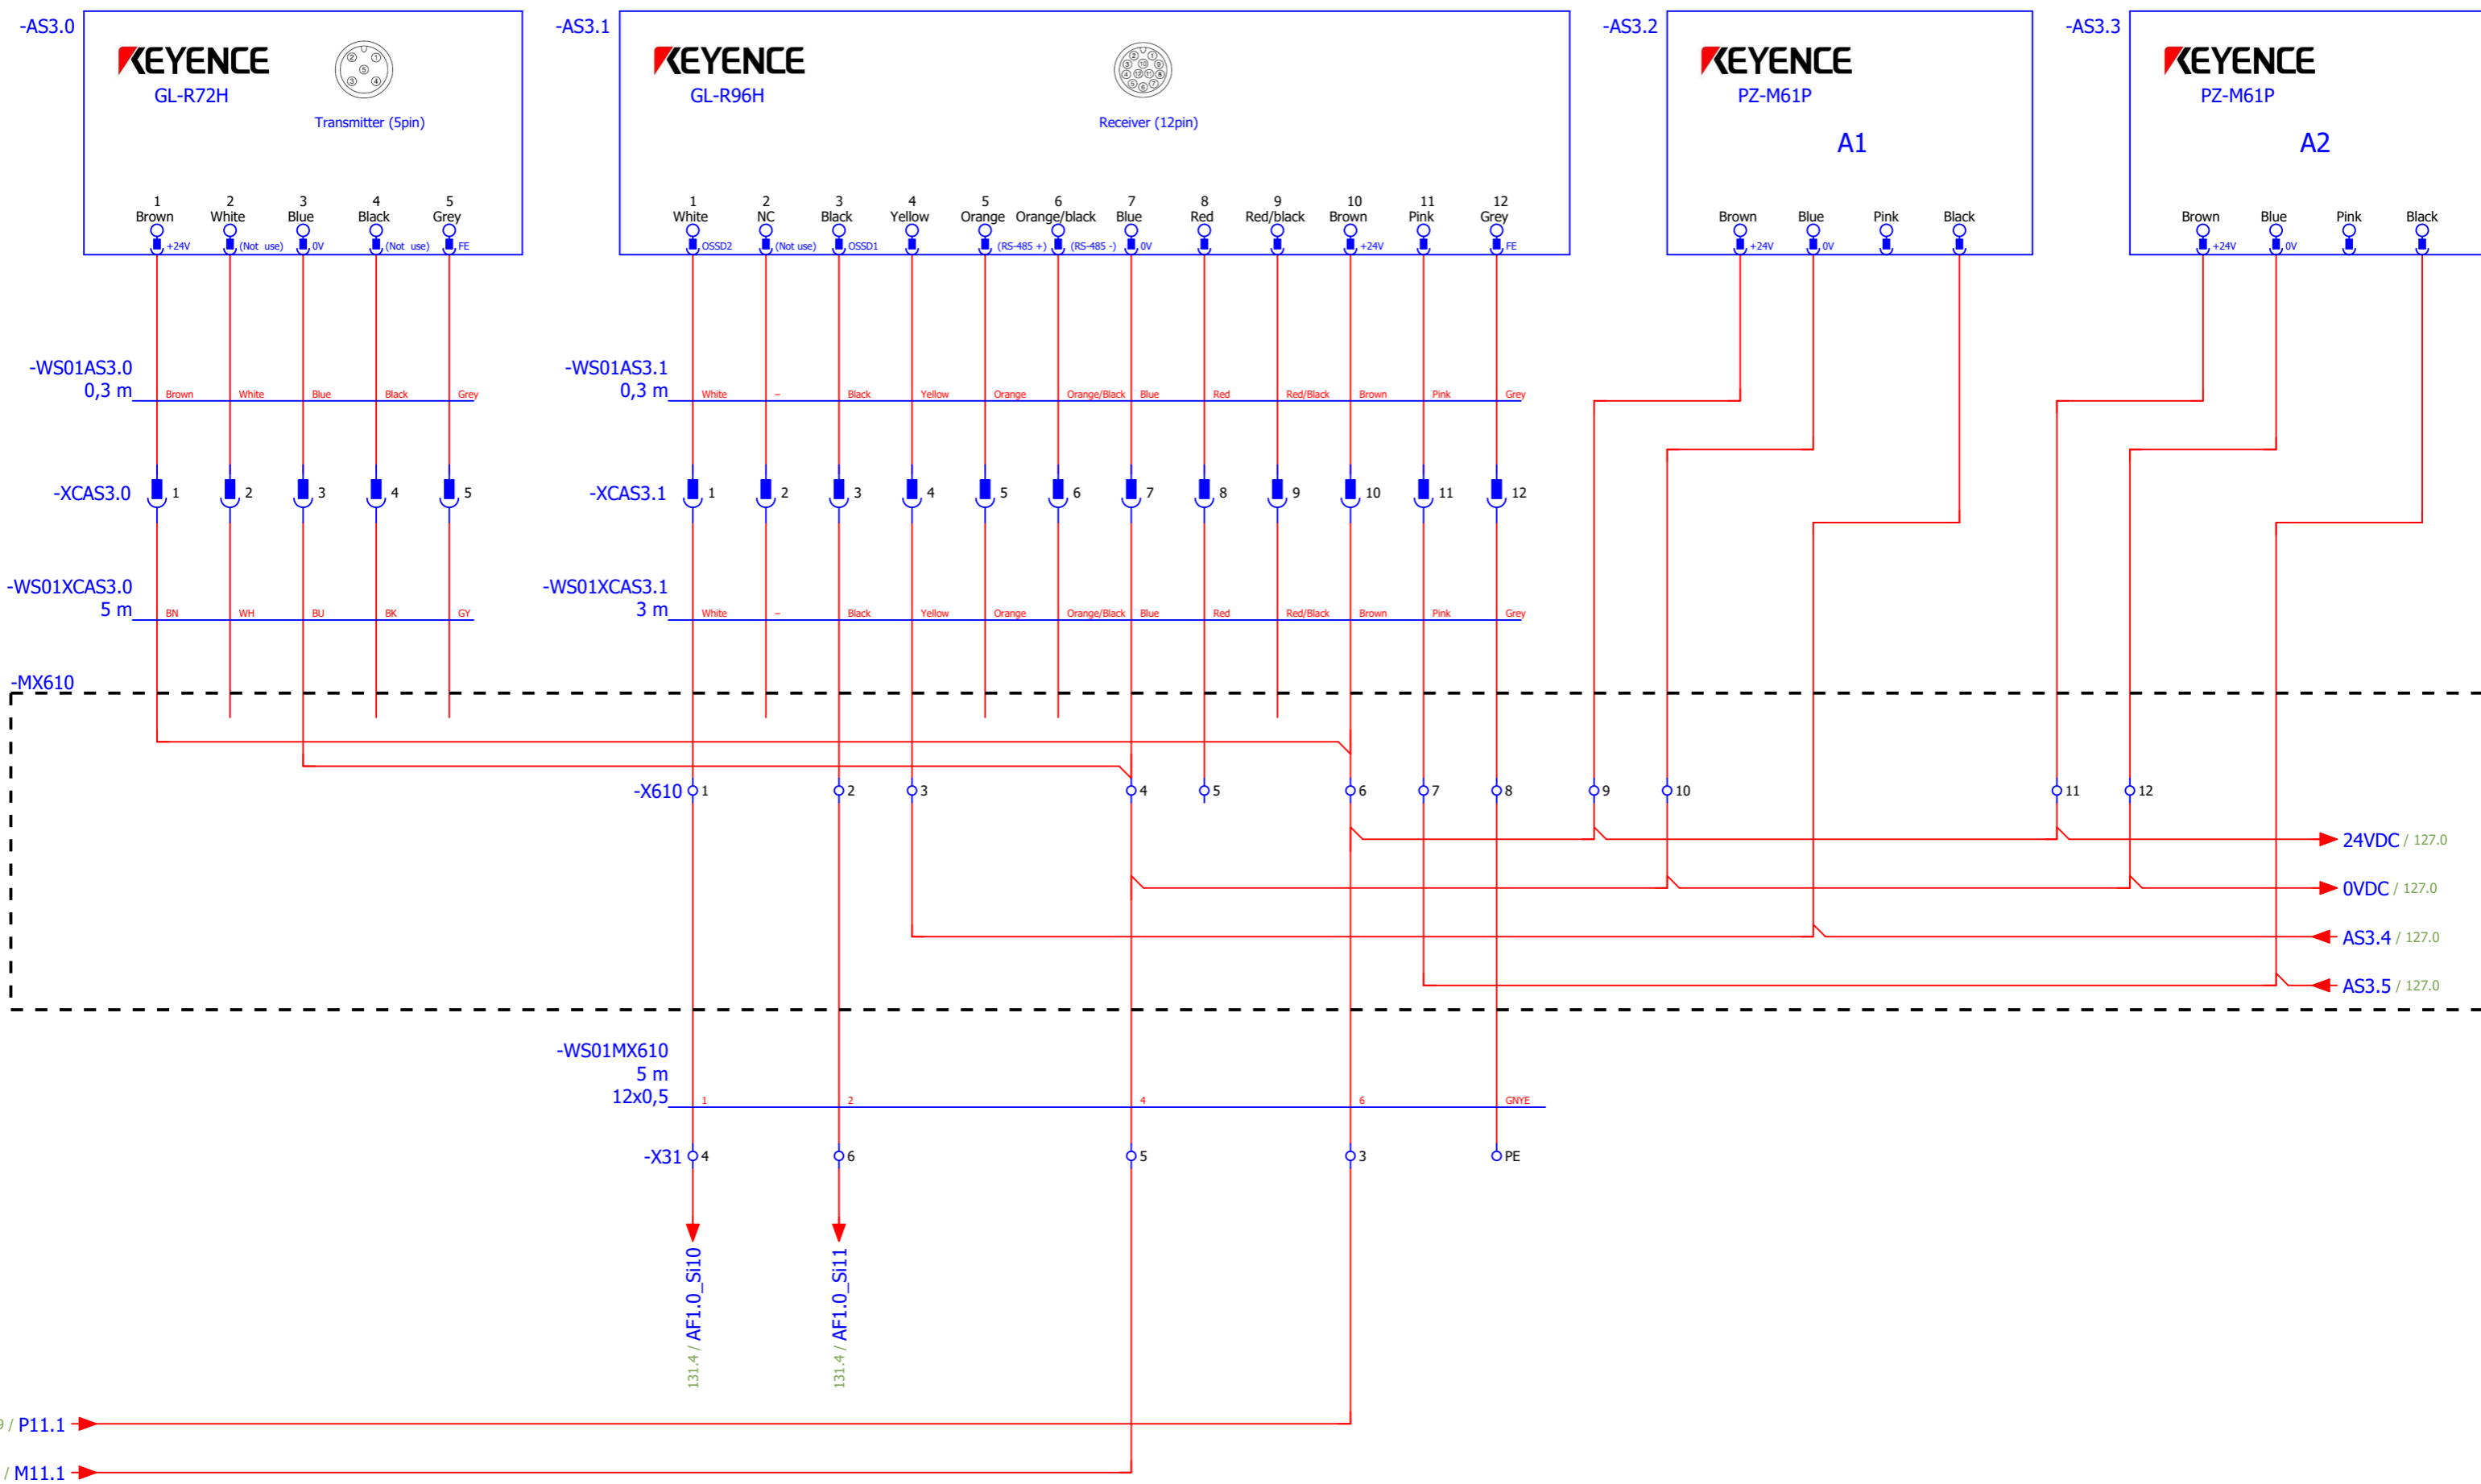 -AS3.0
KEYENCE
GL-R72H
Transmitter (5pin)
1 2 3 4 5
Brown White Blue Black Grey
+24V (Not use) 0V (Not use) FE
-AS3.1
KEYENCE
GL-R96H
Receiver (12pin)
1 2 3 4 5 6 7 8 9 10 11 12
White NC Black Yellow Orange Orange/black Blue Red Red/black Brown Pink Grey
OSSD2 (Not use) OSSD1 (RS-485 +) (RS-485 -) 0V +24V FE
-AS3.2
KEYENCE
PZ-M61P
A1
Brown Blue Pink Black
+24V 0V
-AS3.3
KEYENCE
PZ-M61P
A2
Brown Blue Pink Black
+24V 0V
-WS01AS3.0
0,3 m
Brown White Blue Black Grey
-WS01AS3.1
0,3 m
White – Black Yellow Orange Orange/Black Blue Red Red/Black Brown Pink Grey
-XCAS3.0 1 2 3 4 5
-XCAS3.1 1 2 3 4 5 6 7 8 9 10 11 12
-WS01XCAS3.0
5 m
BN WH BU BK GY
-WS01XCAS3.1
3 m
White – Black Yellow Orange Orange/Black Blue Red Red/Black Brown Pink Grey
-MX610
-X610 1 2 3 4 5 6 7 8 9 10 11 12
24VDC / 127.0
0VDC / 127.0
AS3.4 / 127.0
AS3.5 / 127.0
-WS01MX610
5 m
12x0,5
1 2 4 6 GNYE
-X31 4 6 5 3 PE
131.4 / AF1.0_Si10
131.4 / AF1.0_Si11
/ P11.1
/ M11.1